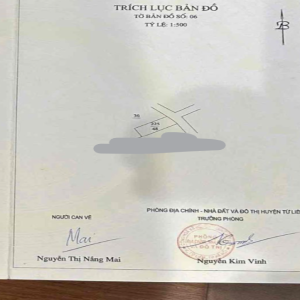 TRÍCH LỤC BẢN ĐỒ
TỜ BẢN ĐỒ SỐ: 06
TỶ LỆ: 1:500
B
PHÒNG ĐỊA CHÍNH - NHÀ ĐẤT VÀ ĐÔ THỊ HUYỆN TỪ LIÊ
NGƯỜI CAN VẼ
TRƯỞNG PHÒNG
Mai
Nguyễn Thị Nắng Mai
Nguyễn Kim Vinh